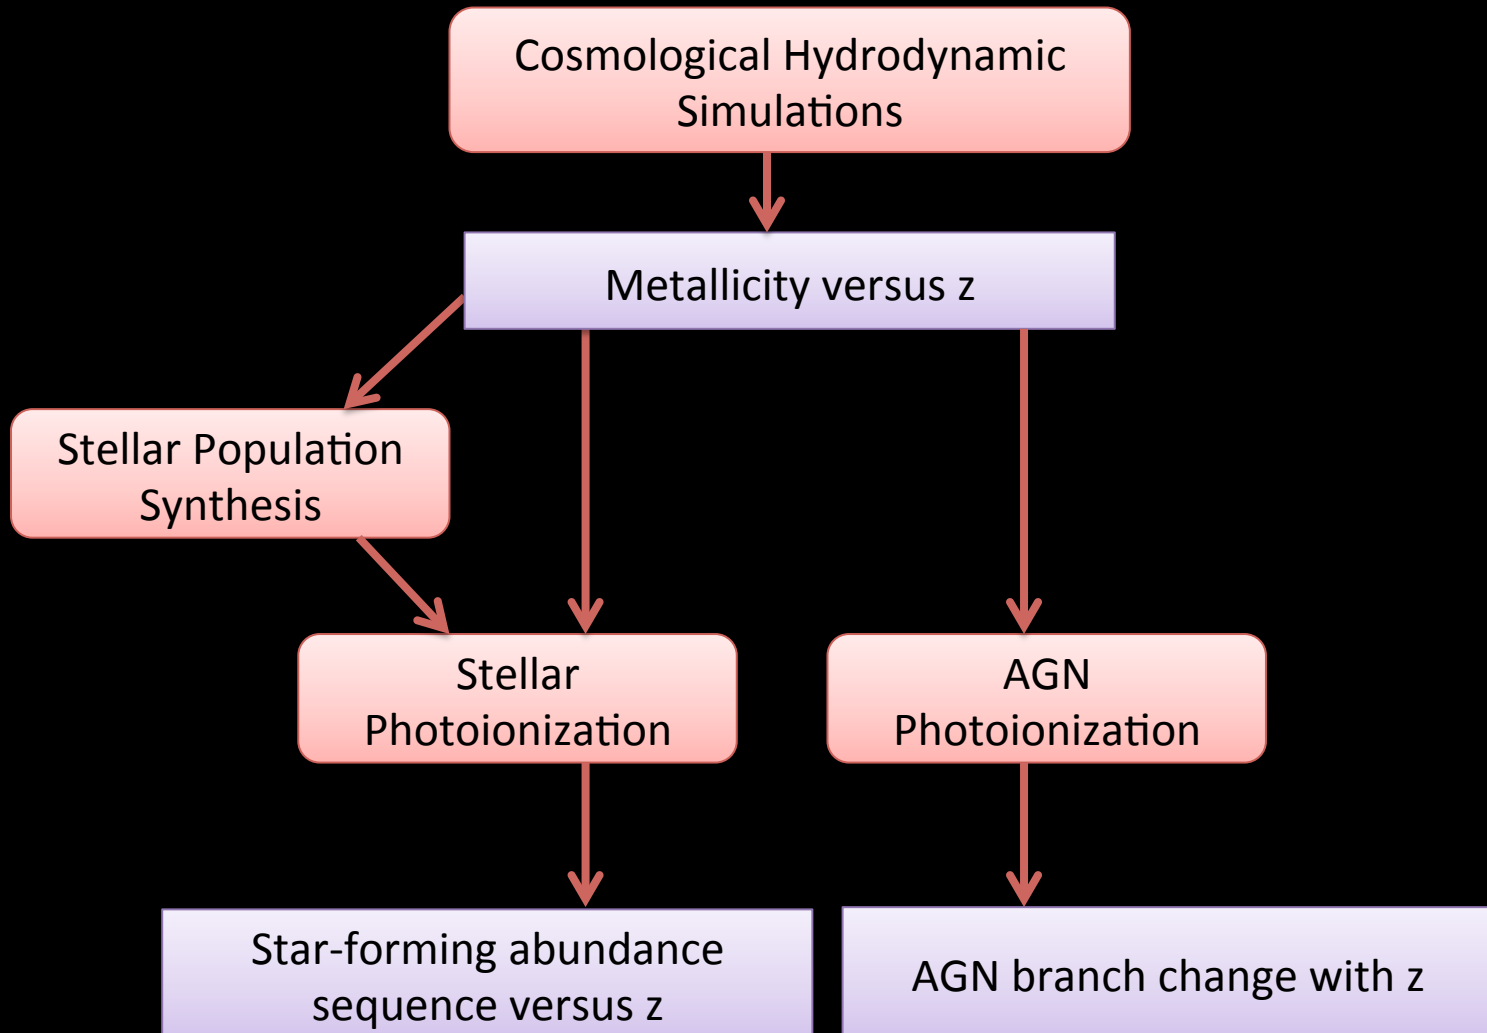 Cosmological Hydrodynamic
Simulations
Metallicity versus z
Stellar Population
Synthesis
Stellar
Photoionization
AGN
Photoionization
Star-forming abundance
sequence versus z
AGN branch change with z